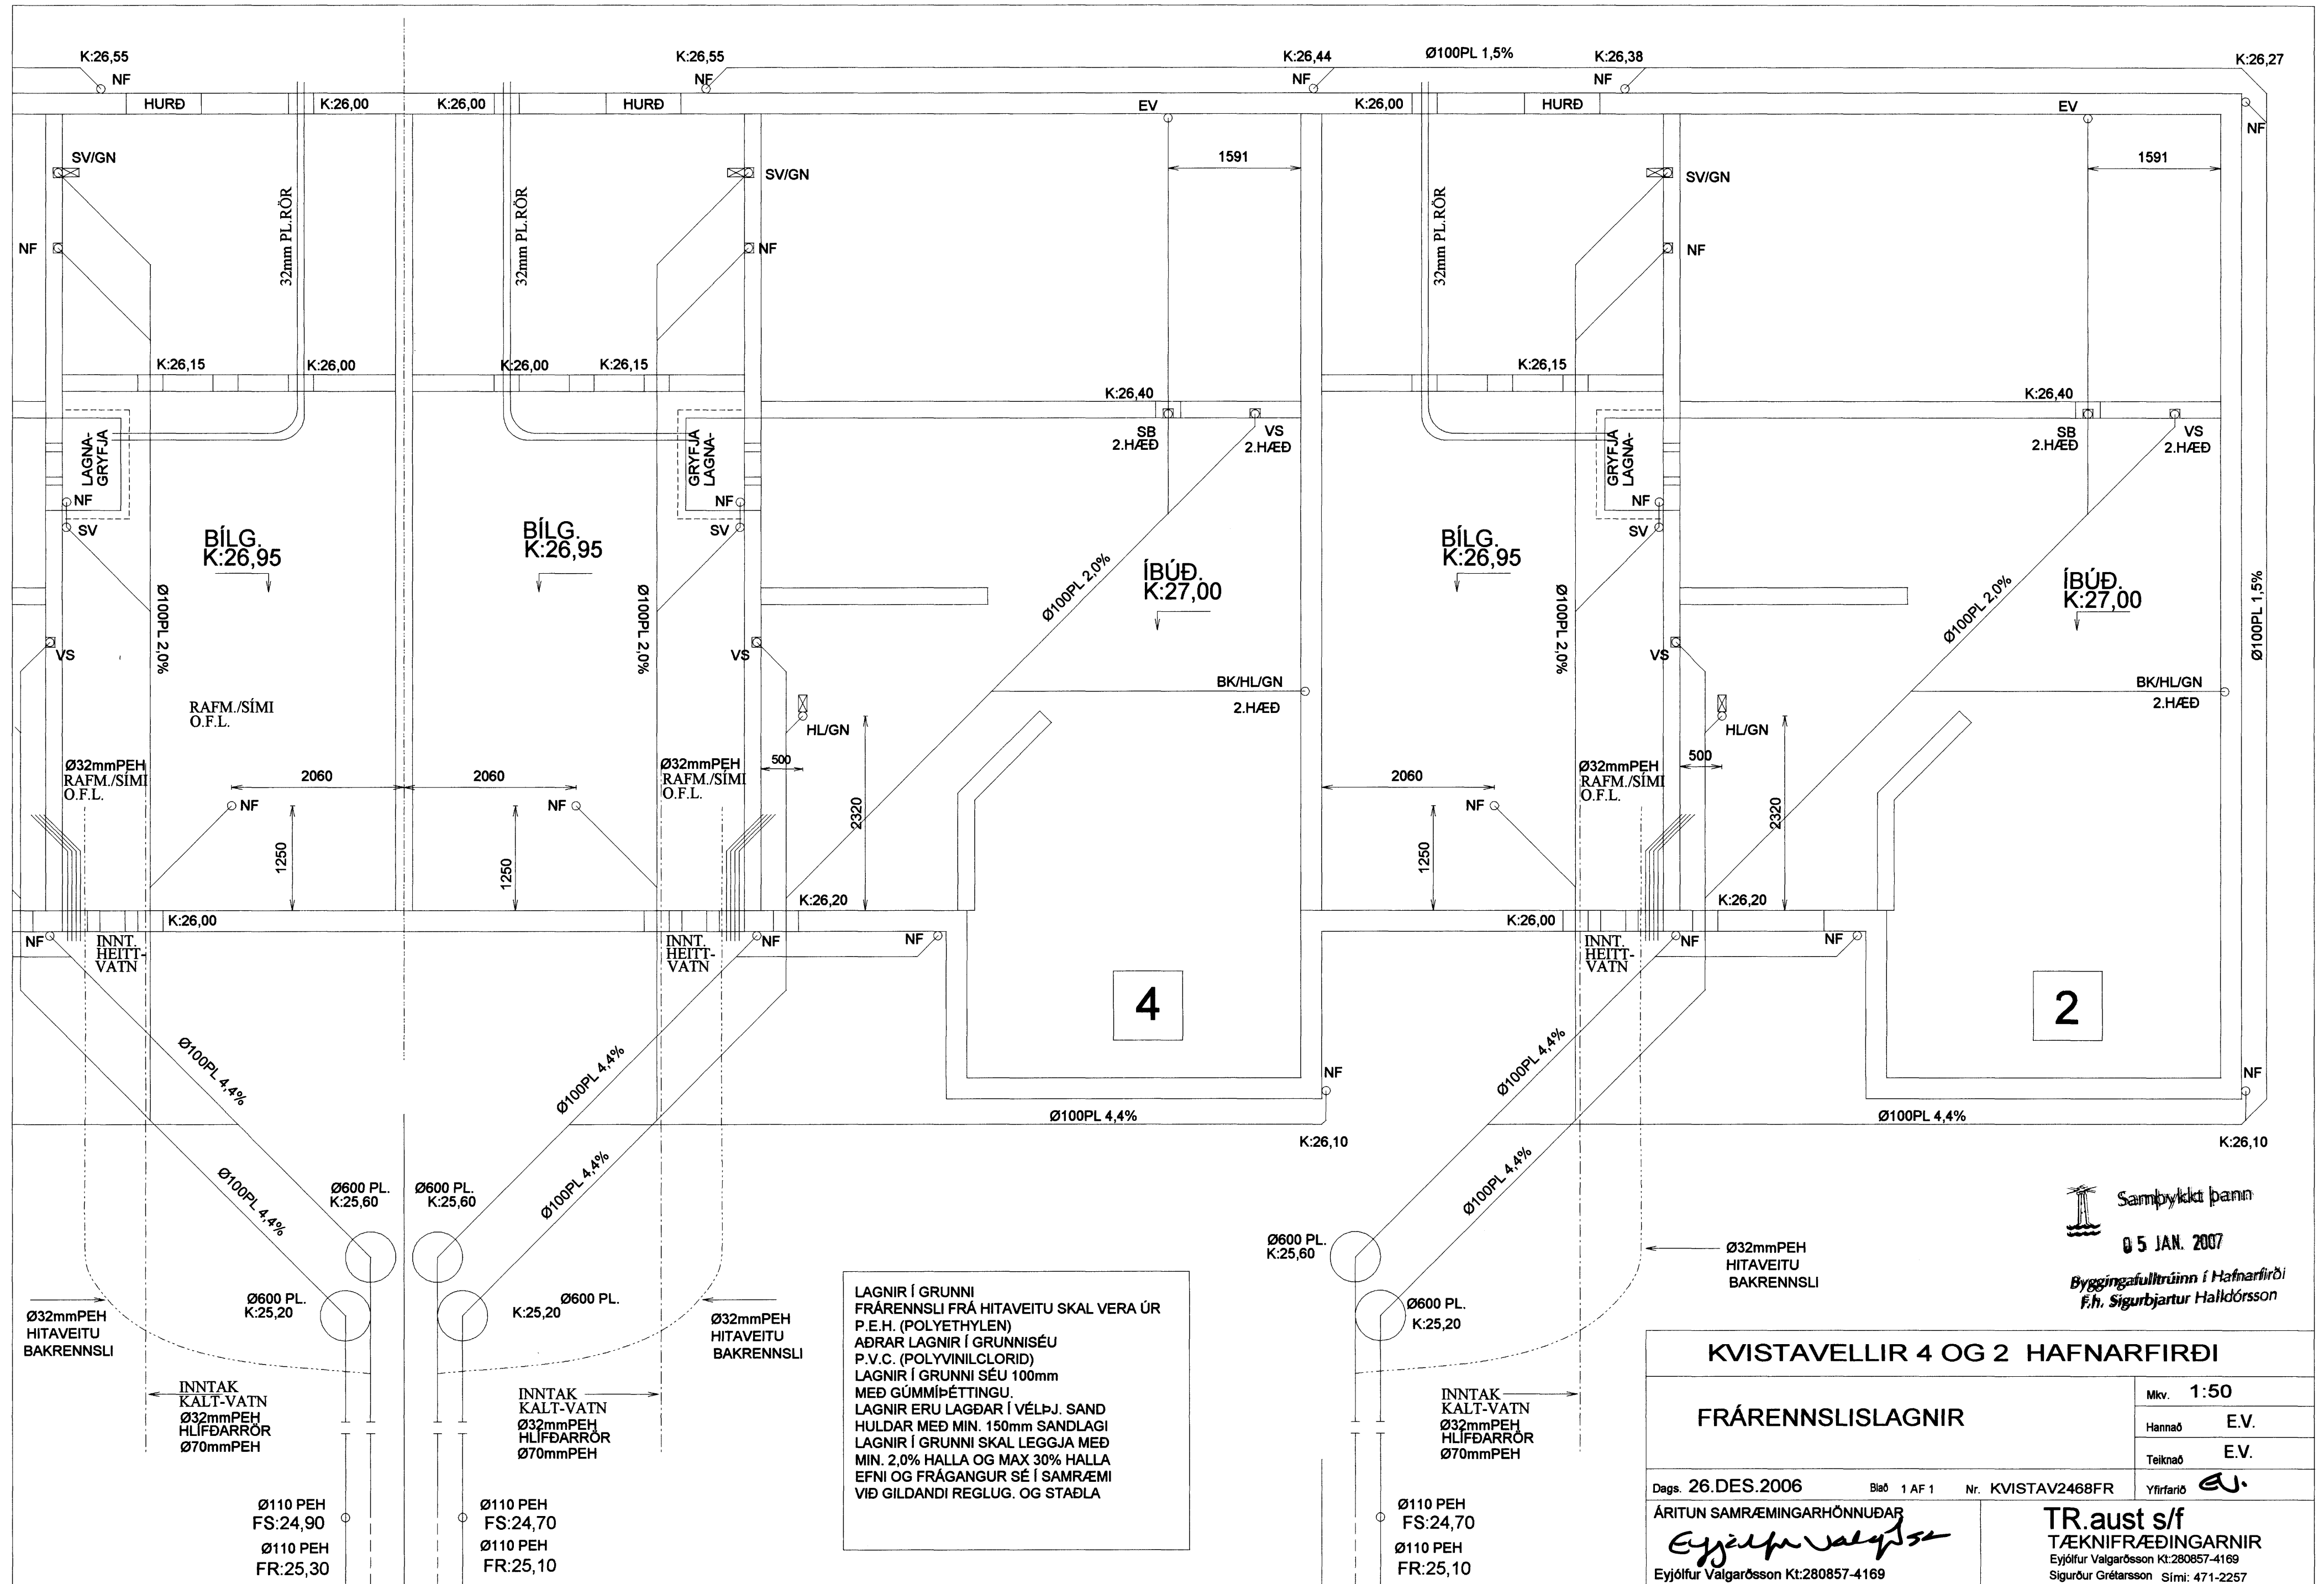 K:26,55
K:26,55
K:26,44
Ø100PL 1,5%
K:26,38
K:26,27
NF
NF
NF
NF
NF
HURÐ
K:26,00
K:26,00
HURÐ
EV
K:26,00
HURÐ
EV
SV/GN
SV/GN
1591
SV/GN
1591
32mm PL.RÖR
32mm PL.RÖR
32mm PL.RÖR
NF
NF
NF
K:26,15
K:26,00
K:26,00
K:26,15
K:26,15
K:26,40
K:26,40
LAGNA-
GRYFJA
GRYFJA
LAGNA-
GRYFJA
LAGNA-
SB
2.HÆÐ
VS
2.HÆÐ
SB
2.HÆÐ
VS
2.HÆÐ
NF
SV
NF
SV
NF
SV
BÍLG.
K:26,95
BÍLG.
K:26,95
BÍLG.
K:26,95
ÍBÚÐ.
K:27,00
ÍBÚÐ.
K:27,00
Ø100PL 2,0%
Ø100PL 2,0%
Ø100PL 2,0%
Ø100PL 2,0%
Ø100PL 2,0%
Ø100PL 1,5%
VS
VS
VS
BK/HL/GN
2.HÆÐ
BK/HL/GN
2.HÆÐ
RAFM./SÍMI
O.F.L.
HL/GN
HL/GN
Ø32mmPEH
RAFM./SÍMI
O.F.L.
Ø32mmPEH
RAFM./SÍMI
O.F.L.
Ø32mmPEH
RAFM./SÍMI
O.F.L.
2060
2060
500
2060
500
NF
NF
NF
1250
1250
2320
1250
2320
K:26,00
K:26,20
K:26,00
K:26,20
NF
INNT.
HEITT-
VATN
INNT.
HEITT-
VATN
NF
NF
INNT.
HEITT-
VATN
NF
NF
4
2
Ø100PL 4,4%
Ø100PL 4,4%
Ø100PL 4,4%
NF
NF
Ø100PL 4,4%
Ø100PL 4,4%
K:26,10
K:26,10
Ø100PL 4,4%
Ø100PL 4,4%
Ø100PL 4,4%
Ø600 PL.
K:25,60
Ø600 PL.
K:25,60
Ø600 PL.
K:25,60
Ø600 PL.
K:25,20
Ø600 PL.
K:25,20
Ø600 PL.
K:25,20
Ø32mmPEH
HITAVEITU
BAKRENNSLI
Ø32mmPEH
HITAVEITU
BAKRENNSLI
Ø32mmPEH
HITAVEITU
BAKRENNSLI
INNTAK
KALT-VATN
Ø32mmPEH
HLÍFÐARRÖR
Ø70mmPEH
INNTAK
KALT-VATN
Ø32mmPEH
HLÍFÐARRÖR
Ø70mmPEH
INNTAK
KALT-VATN
Ø32mmPEH
HLÍFÐARRÖR
Ø70mmPEH
Ø110 PEH
FS:24,90
Ø110 PEH
FR:25,30
Ø110 PEH
FS:24,70
Ø110 PEH
FR:25,10
Ø110 PEH
FS:24,70
Ø110 PEH
FR:25,10
LAGNIR Í GRUNNI
FRÁRENNSLI FRÁ HITAVEITU SKAL VERA ÚR
P.E.H. (POLYETHYLEN)
AÐRAR LAGNIR Í GRUNNISÉU
P.V.C. (POLYVINILCLORID)
LAGNIR Í GRUNNI SÉU 100mm
MEÐ GÚMMÍÞÉTTINGU.
LAGNIR ERU LAGÐAR Í VÉLÞJ. SAND
HULDAR MEÐ MIN. 150mm SANDLAGI
LAGNIR Í GRUNNI SKAL LEGGJA MEÐ
MIN. 2,0% HALLA OG MAX 30% HALLA
EFNI OG FRÁGANGUR SÉ Í SAMRÆMI
VIÐ GILDANDI REGLUG. OG STAÐLA
Samþykkt þann
05 JAN. 2007
Byggingafulltrúinn í Hafnarfirði
F.h. Sigurbjartur Halldórsson
KVISTAVELLIR 4 OG 2 HAFNARFIRÐI
FRÁRENNSLISLAGNIR
Mkv. 1:50
Hannað E.V.
Teiknað E.V.
Dags. 26.DES.2006 Blað 1 AF 1 Nr. KVISTAV2468FR
Yfirfarið EV.
ÁRITUN SAMRÆMINGARHÖNNUÐAR
Eyjólfur Valgarðsson Kt:280857-4169
TR.aust s/f
TÆKNIFRÆÐINGARNIR
Eyjólfur Valgarðsson Kt:280857-4169
Sigurður Grétarsson Sími: 471-2257